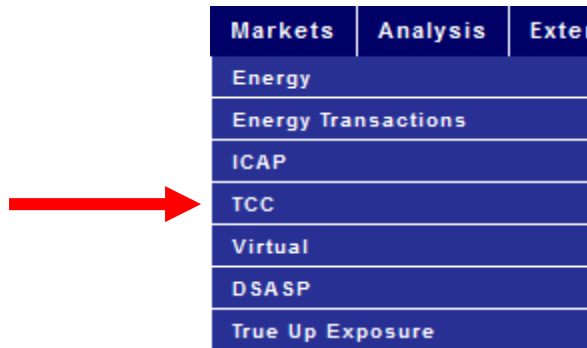 Markets Analysis
Energy
Energy Transactions
ICAP
TCC
Virtual
DSASP
True Up Exposure